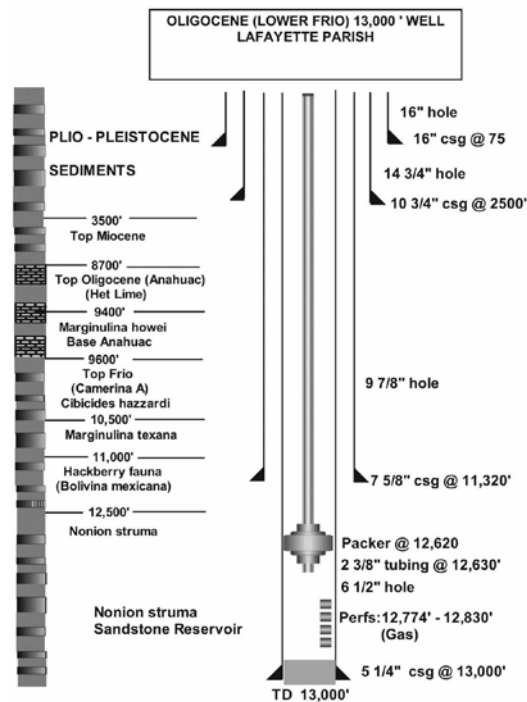 OLIGOCENE (LOWER FRIO) 13,000 ' WELL
LAFAYETTE PARISH
PLIO - PLEISTOCENE
SEDIMENTS
3500'
Top Miocene
8700'
Top Oligocene (Anahuac)
(Het Lime)
9400'
Marginulina howei
Base Anahuac
9600'
Top Frio
(Camerina A)
Cibicides hazzardi
10,500'
Marginulina texana
11,000'
Hackberry fauna
(Bolivina mexicana)
12,500'
Nonion struma
Nonion struma
Sandstone Reservoir
16" hole
16" csg @ 75
14 3/4" hole
10 3/4" csg @ 2500'
9 7/8" hole
7 5/8" csg @ 11,320'
Packer @ 12,620
2 3/8" tubing @ 12,630'
6 1/2" hole
Perfs: 12,774' - 12,830'
(Gas)
5 1/4" csg @ 13,000'
TD 13,000'